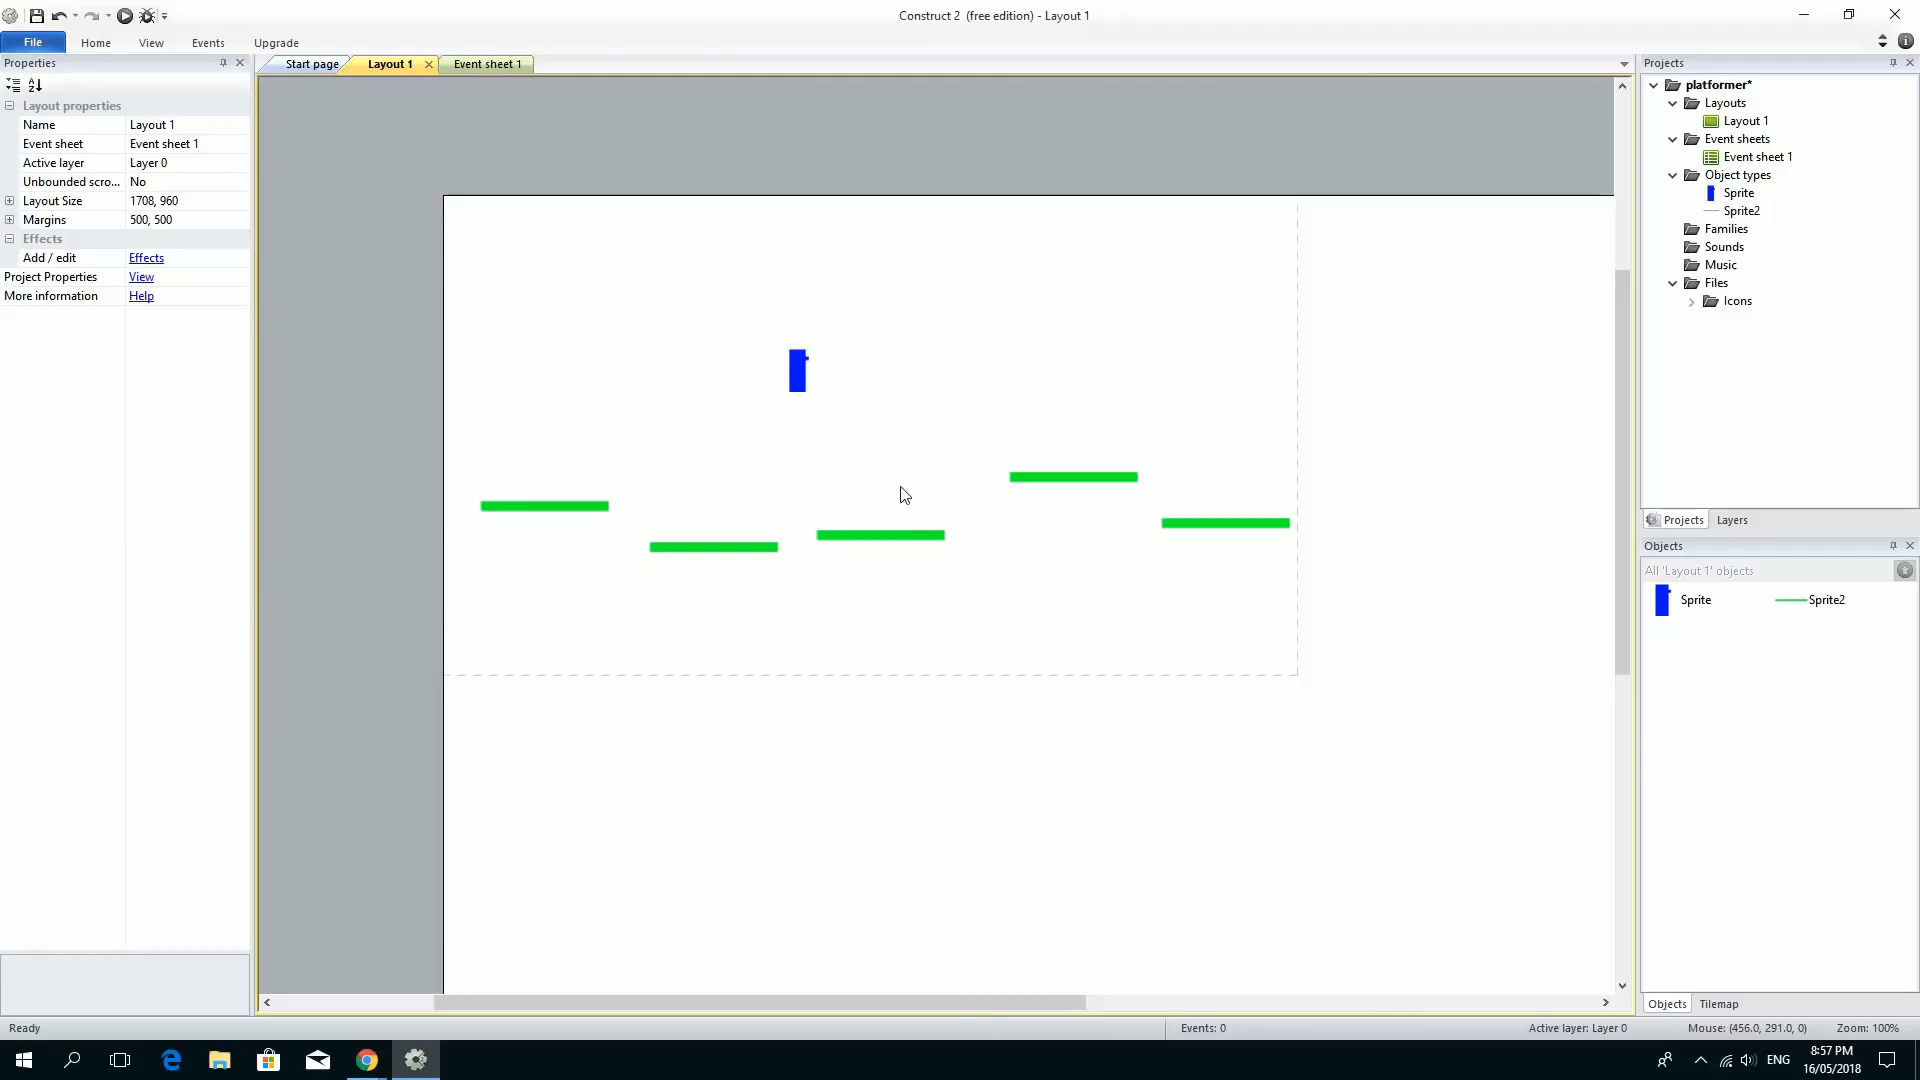 Construct 2 (free edition) - Layout 1
File
Home
View
Events
Upgrade
Properties
Start page
Layout 1
Event sheet 1
Projects
Layout properties
Name
Layout 1
Event sheet
Event sheet 1
Active layer
Layer 0
Unbounded scro...
No
Layout Size
1708, 960
Margins
500, 500
Effects
Add / edit
Effects
Project Properties
View
More information
Help
platformer*
Layouts
Layout 1
Event sheets
Event sheet 1
Object types
Sprite
Sprite2
Families
Sounds
Music
Files
Icons
Projects
Layers
Objects
All 'Layout 1' objects
Sprite
Sprite2
Objects
Tilemap
Ready
Events: 0
Active layer: Layer 0
Mouse: (456.0, 291.0, 0)
Zoom: 100%
ENG
8:57 PM
16/05/2018